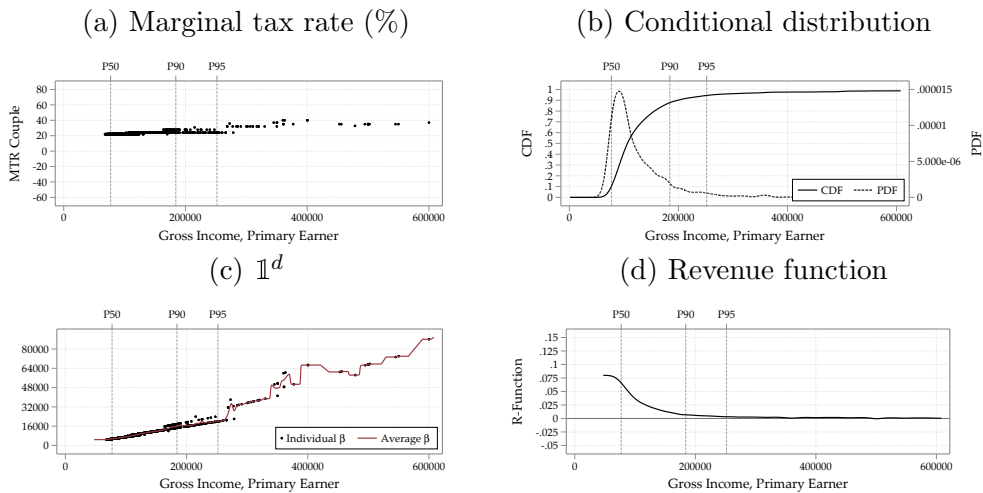 (a) Marginal tax rate (%)
P50 P90 P95
80
60
40
20
0
-20
-40
-60
MTR Couple
0 200000 400000 600000
Gross Income, Primary Earner
(b) Conditional distribution
P50 P90 P95
1
.9
.8
.7
.6
.5
.4
.3
.2
.1
0
CDF
.000015
.00001
5.000e-06
0
PDF
CDF PDF
0 200000 400000 600000
Gross Income, Primary Earner
(c) 𝟙^d
P50 P90 P95
80000
64000
48000
32000
16000
0
Individual β Average β
0 200000 400000 600000
Gross Income, Primary Earner
(d) Revenue function
P50 P90 P95
.15
.125
.1
.075
.05
.025
0
-.025
-.05
R-Function
0 200000 400000 600000
Gross Income, Primary Earner